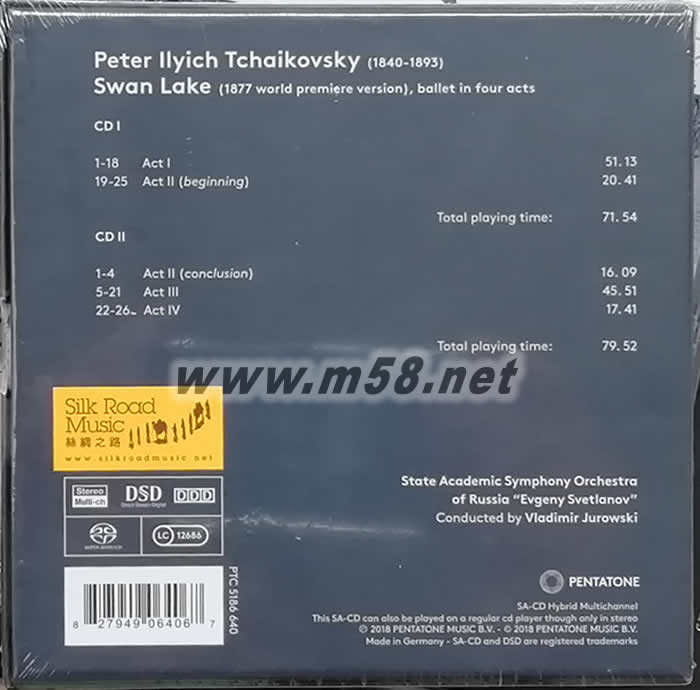 Peter Ilyich Tchaikovsky (1840-1893)
Swan Lake (1877 world premiere version), ballet in four acts
CD I
1-18 Act I 51.13
19-25 Act II (beginning) 20.41
Total playing time: 71.54
CD II
1-4 Act II (conclusion) 16.09
5-21 Act III 45.51
22-26 Act IV 17.41
Total playing time: 79.52
www.m58.net
Silk Road
Music
絲綢之路
www.silkroadmusic.net
Stereo
Multi-ch
DSD
Direct Stream Digital
DDD
SUPER AUDIO CD
LC 12686
PTC 5186 640
8 27949 06406 7
State Academic Symphony Orchestra
of Russia “Evgeny Svetlanov”
Conducted by Vladimir Jurowski
PENTATONE
SA-CD Hybrid Multichannel
This SA-CD can also be played on a regular cd player though only in stereo
℗ 2018 PENTATONE MUSIC B.V. - © 2018 PENTATONE MUSIC B.V.
Made in Germany - SA-CD and DSD are registered trademarks